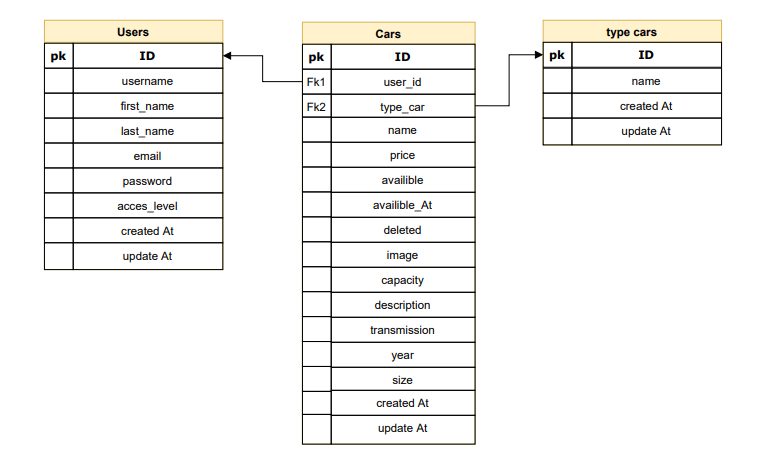 Users
pk ID
username
first_name
last_name
email
password
acces_level
created At
update At
Cars
pk ID
Fk1 user_id
Fk2 type_car
name
price
availible
availible_At
deleted
image
capacity
description
transmission
year
size
created At
update At
type cars
pk ID
name
created At
update At